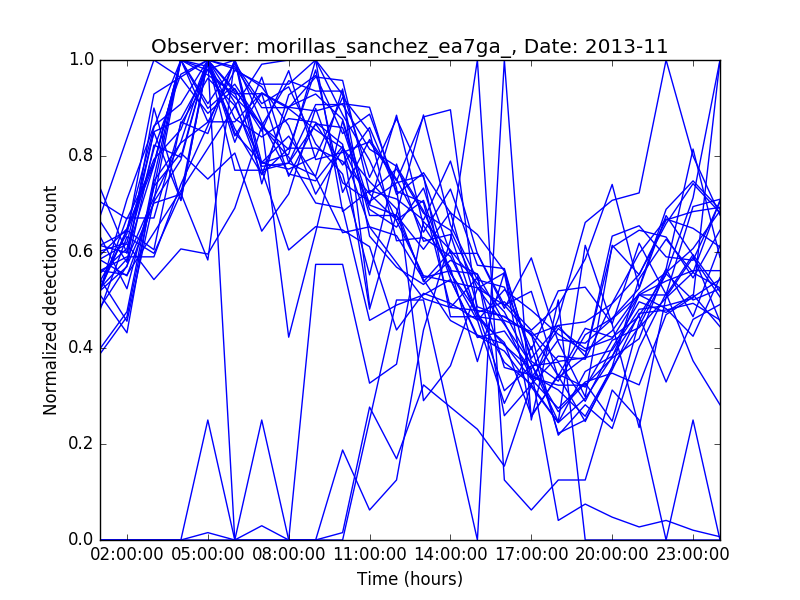 Observer: morillas_sanchez_ea7ga_, Date: 2013-11
1.0
0.8
0.6
0.4
0.2
0.0
Normalized detection count
02:00:00 05:00:00 08:00:00 11:00:00 14:00:00 17:00:00 20:00:00 23:00:00
Time (hours)